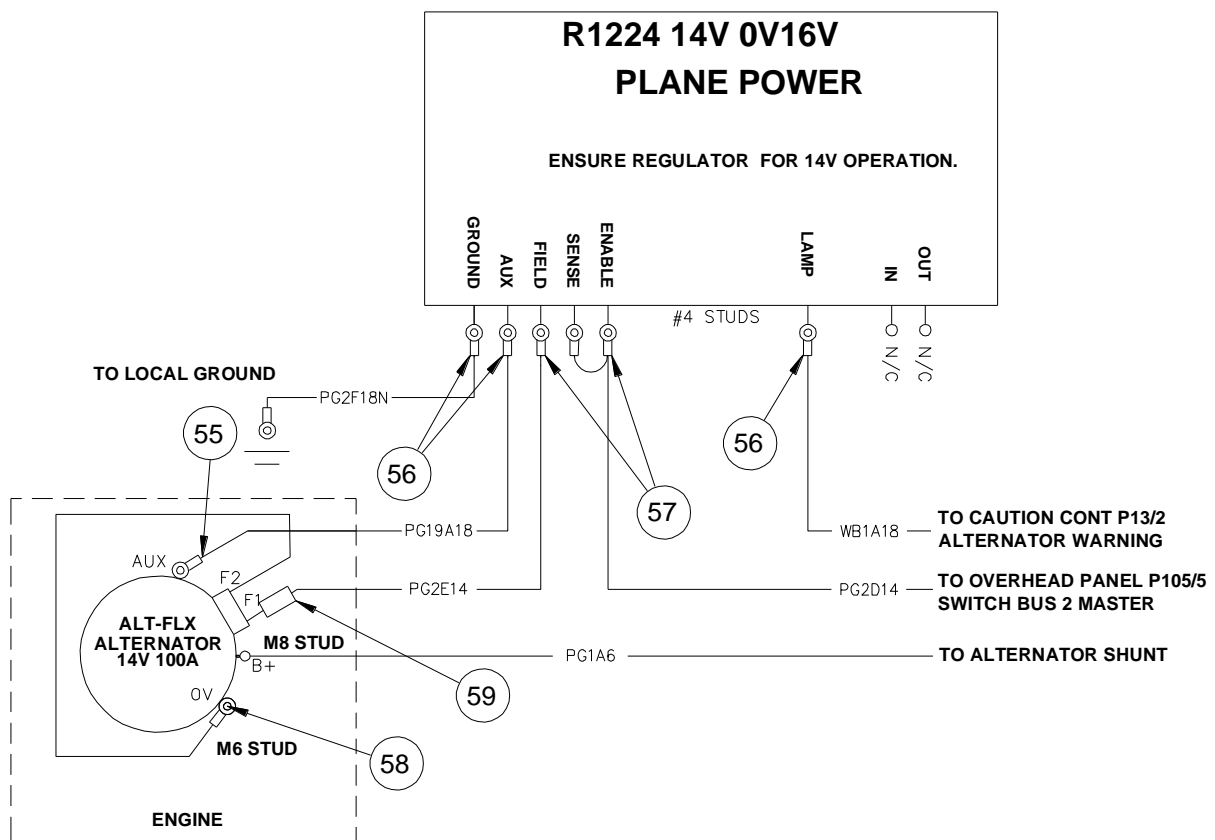 R1224 14V 0V16V
PLANE POWER
ENSURE REGULATOR FOR 14V OPERATION.
GROUND
AUX
FIELD
SENSE
ENABLE
LAMP
IN
OUT
#4 STUDS
N/C
N/C
TO LOCAL GROUND
PG2F18N
55
56
57
56
PG19A18
WB1A18
TO CAUTION CONT P13/2
ALTERNATOR WARNING
AUX
F2
F1
PG2E14
PG2D14
TO OVERHEAD PANEL P105/5
SWITCH BUS 2 MASTER
ALT-FLX
ALTERNATOR
14V 100A
M8 STUD
B+
PG1A6
TO ALTERNATOR SHUNT
0V
59
M6 STUD
58
ENGINE